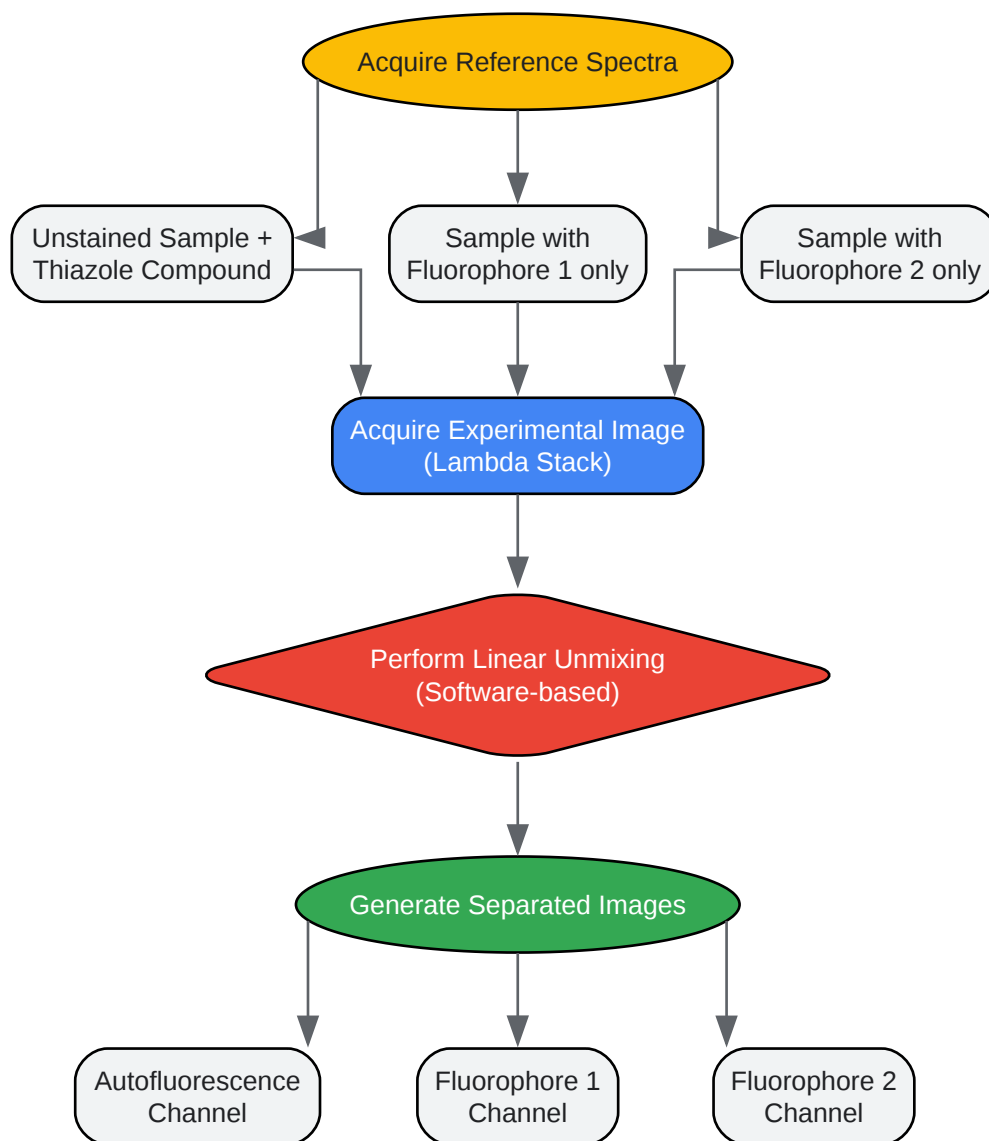 Acquire Reference Spectra
Unstained Sample +
Thiazole Compound
Sample with
Fluorophore 1 only
Sample with
Fluorophore 2 only
Acquire Experimental Image
(Lambda Stack)
Perform Linear Unmixing
(Software-based)
Generate Separated Images
Autofluorescence
Channel
Fluorophore 1
Channel
Fluorophore 2
Channel